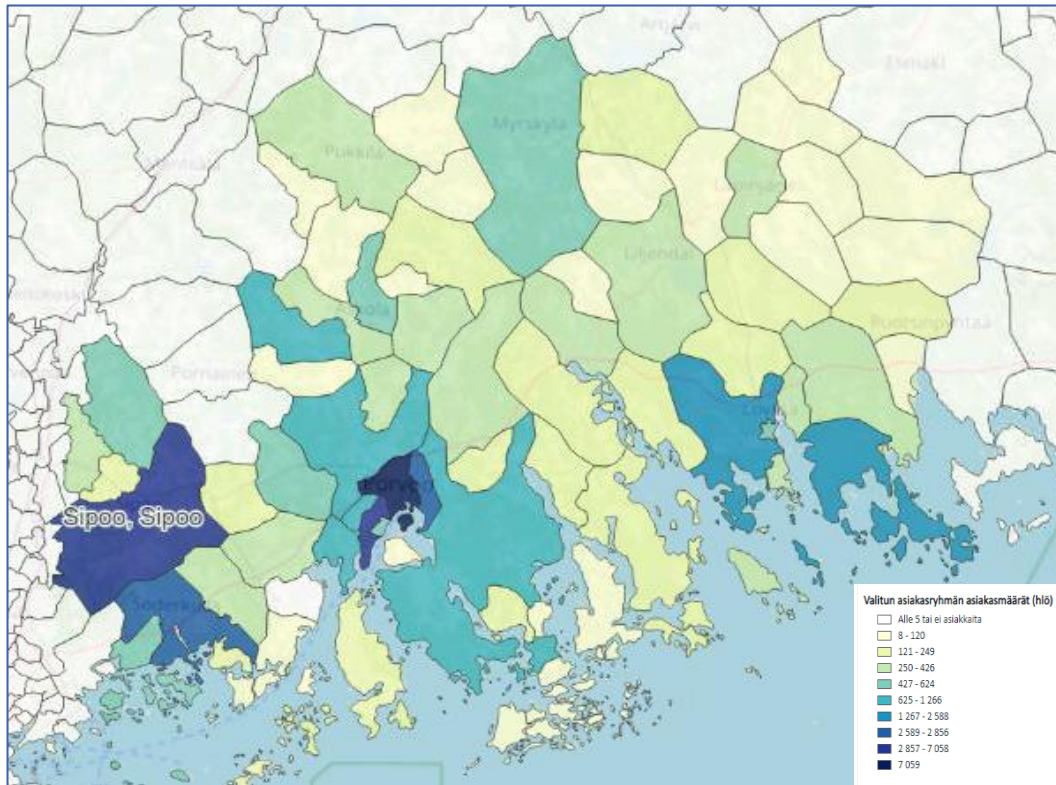 Myrskylä
Pukkila
Liljendal
Askola
Ruotsinpyhtää
Pornainen
Loviisa
Porvoo
Sipoo, Sipoo
Söderkulla
Valitun asiakasryhmän asiakasmäärät (hlö)
Alle 5 tai ei asiakkaita
8 - 120
121 - 249
250 - 426
427 - 624
625 - 1 266
1 267 - 2 588
2 589 - 2 856
2 857 - 7 058
7 059